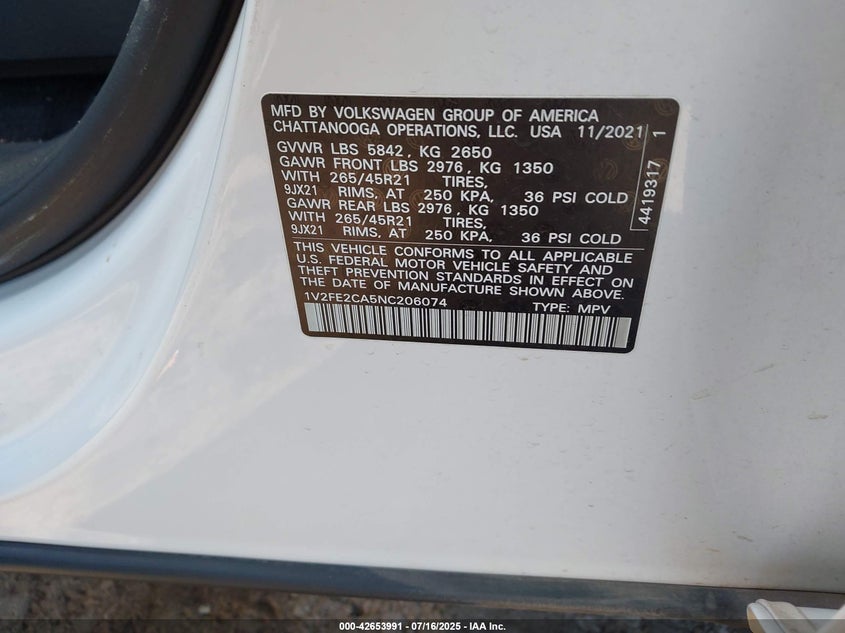 MFD BY VOLKSWAGEN GROUP OF AMERICA
CHATTANOOGA OPERATIONS, LLC. USA 11/2021
GVWR LBS 5842, KG 2650
GAWR FRONT LBS 2976, KG 1350
WITH 265/45R21 TIRES,
9JX21 RIMS, AT 250 KPA, 36 PSI COLD
GAWR REAR LBS 2976, KG 1350
WITH 265/45R21 TIRES,
9JX21 RIMS, AT 250 KPA, 36 PSI COLD
THIS VEHICLE CONFORMS TO ALL APPLICABLE
U.S. FEDERAL MOTOR VEHICLE SAFETY AND
THEFT PREVENTION STANDARDS IN EFFECT ON
THE DATE OF MANUFACTURE SHOWN ABOVE.
1V2FE2CA5NC206074 TYPE: MPV
4419317 1
000-42653991 - 07/16/2025 - IAA Inc.